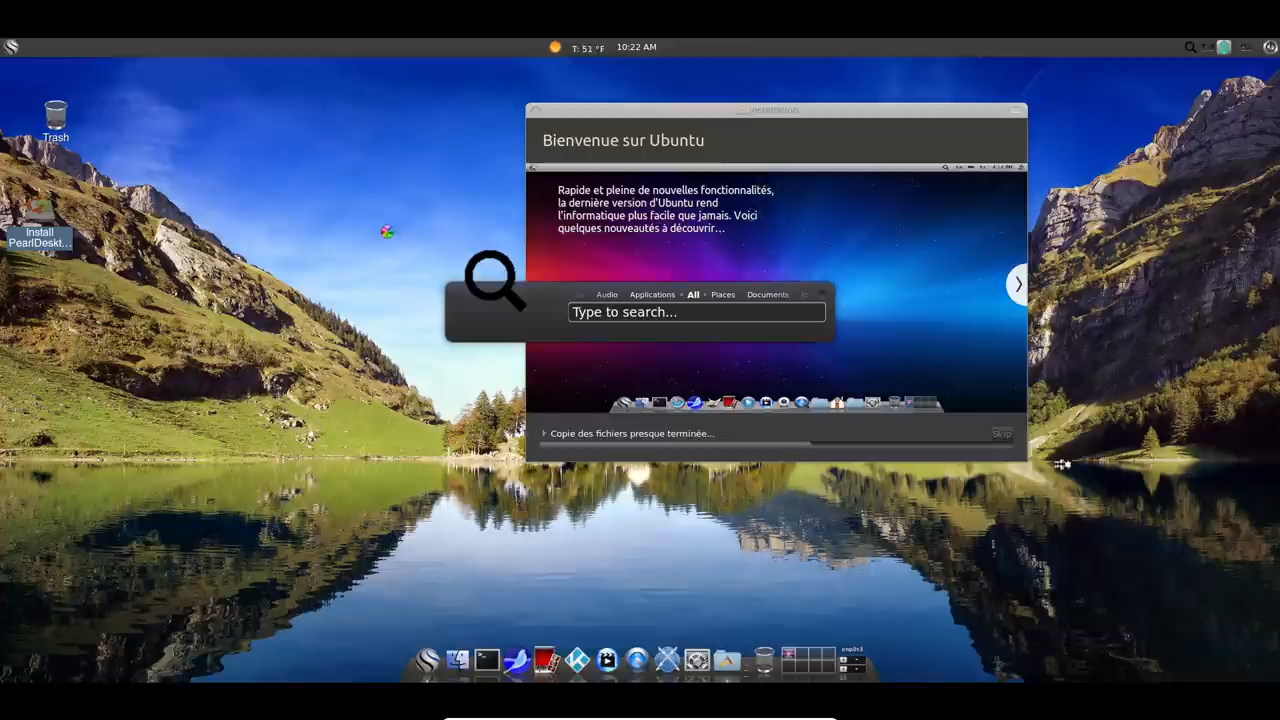 T: 51 °F
10:22 AM
Trash
Install
PearlDeskt...
Bienvenue sur Ubuntu
Rapide et pleine de nouvelles fonctionnalités,
la dernière version d'Ubuntu rend
l'informatique plus facile que jamais. Voici
quelques nouveautés à découvrir...
Audio Applications All Places Documents
Type to search...
Copie des fichiers presque terminée...
Skip
enp0s3